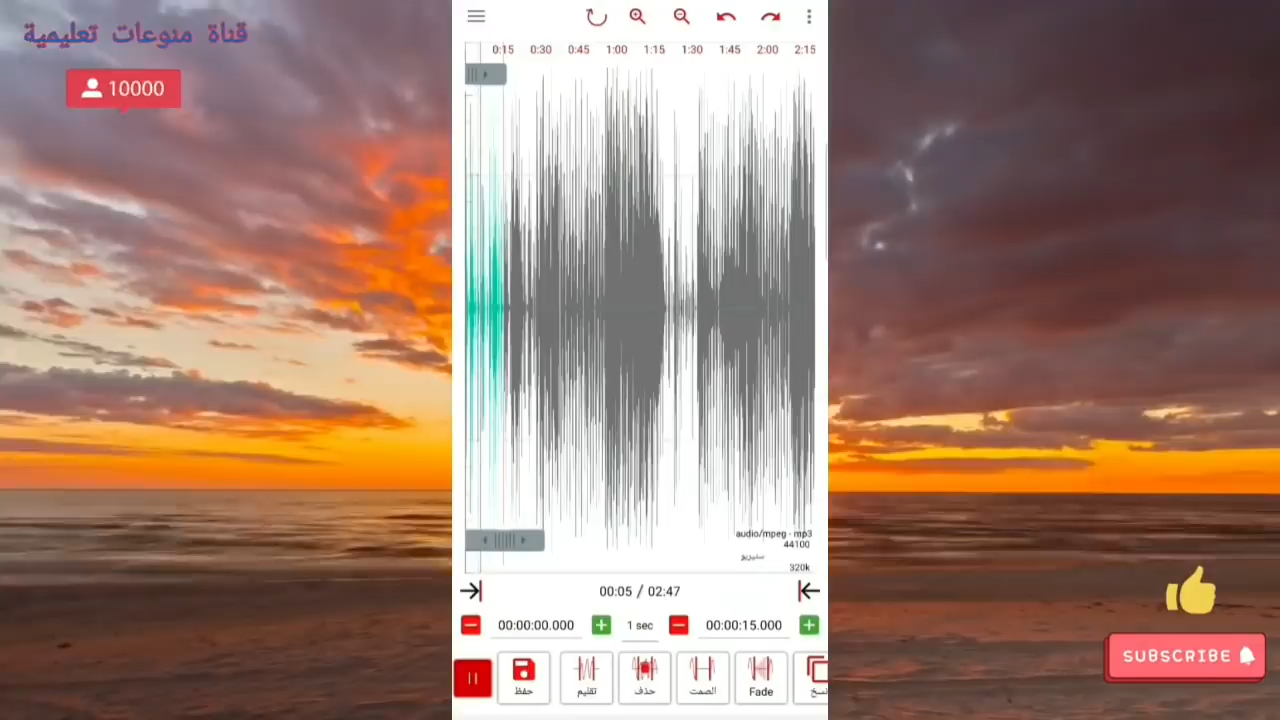 قناة منوعات تعليمية
10000
0:15 0:30 0:45 1:00 1:15 1:30 1:45 2:00 2:15
audio/mpeg - mp3
44100
ستيريو
320k
00:05 / 02:47
00:00:00.000 1 sec 00:00:15.000
حفظ تقليم حذف الصمت Fade نسخ
SUBSCRIBE